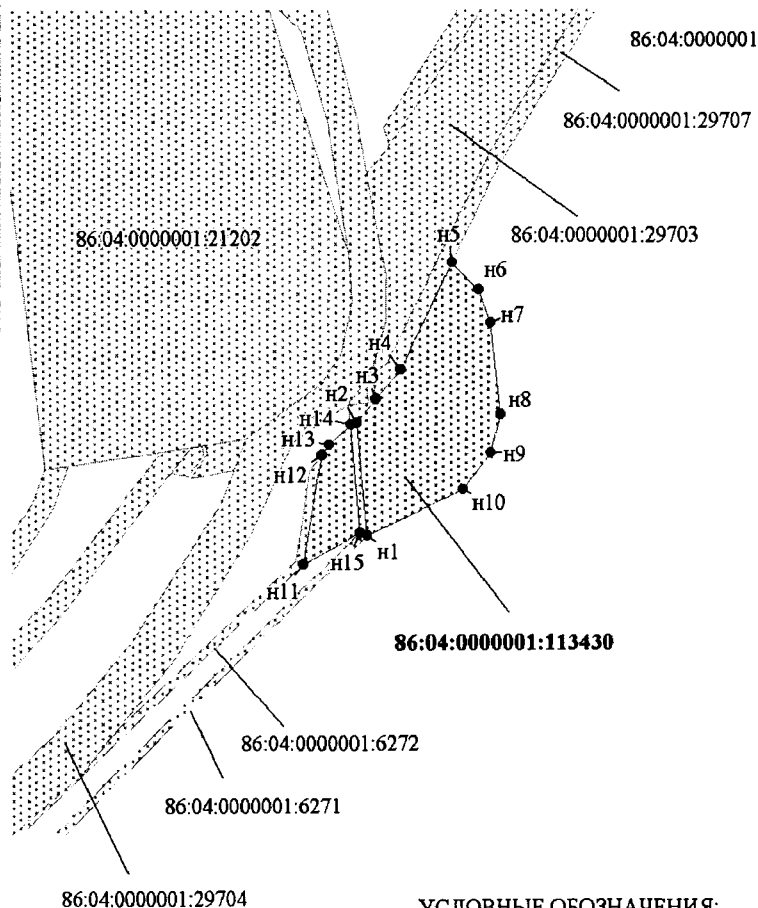 86:04:0000001
86:04:0000001:29707
86:04:0000001:21202
86:04:0000001:29703
н5
н6
н7
н4
н3
н2
н14
н8
н13
н12
н9
н10
н1
н15
н11
86:04:0000001:113430
86:04:0000001:6272
86:04:0000001:6271
86:04:0000001:29704
УСЛОВНЫЕ ОБОЗНАЧЕНИЯ: